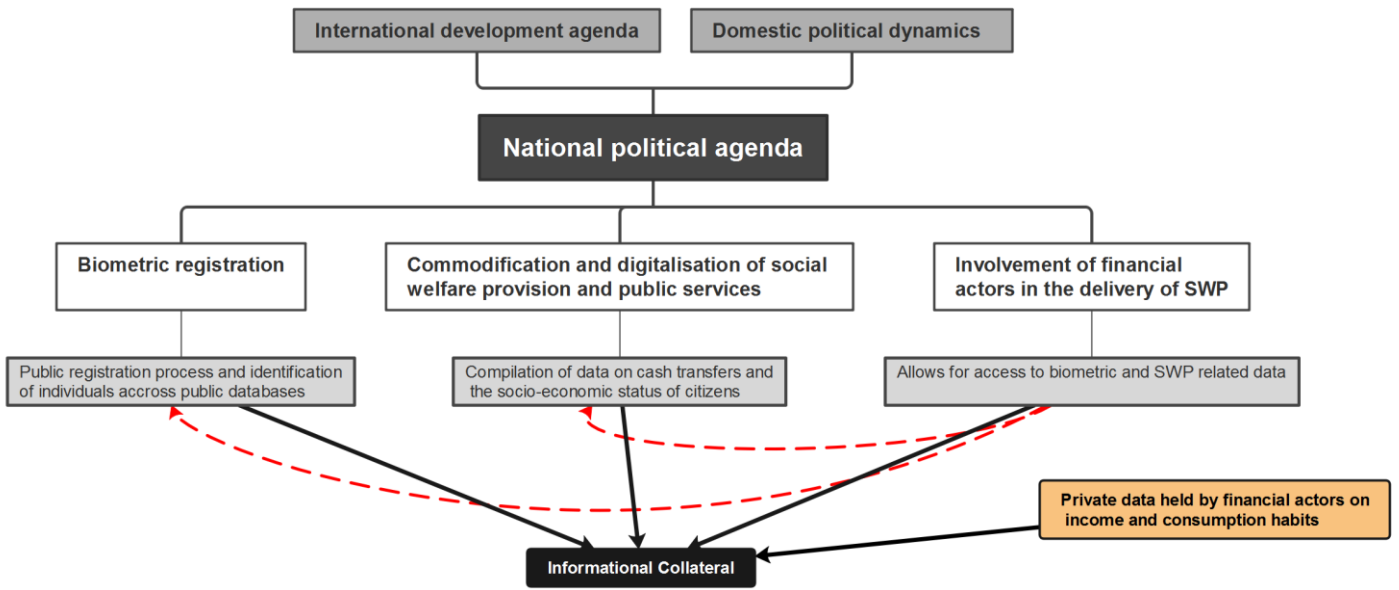 International development agenda
Domestic political dynamics
National political agenda
Biometric registration
Commodification and digitalisation of social
welfare provision and public services
Involvement of financial
actors in the delivery of SWP
Public registration process and identification
of individuals accross public databases
Compilation of data on cash transfers and
the socio-economic status of citizens
Allows for access to biometric and SWP related data
Private data held by financial actors on
income and consumption habits
Informational Collateral